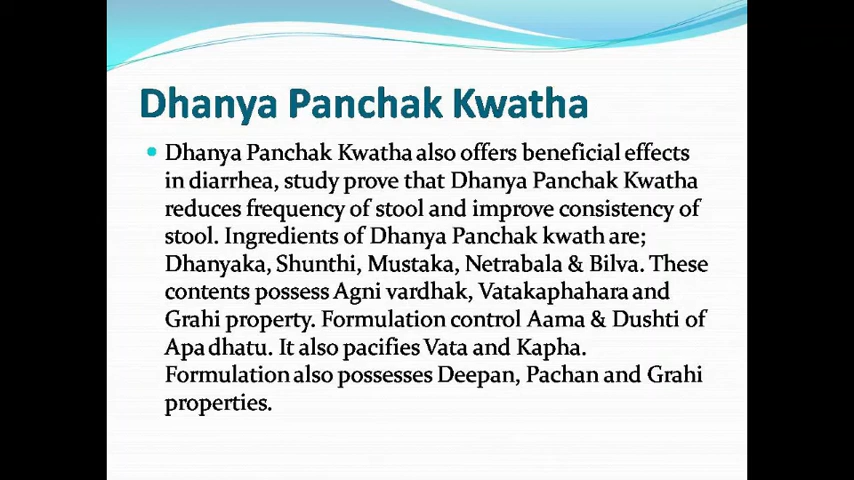 Dhanya Panchak Kwatha
• Dhanya Panchak Kwatha also offers beneficial effects
in diarrhea, study prove that Dhanya Panchak Kwatha
reduces frequency of stool and improve consistency of
stool. Ingredients of Dhanya Panchak kwath are;
Dhanyaka, Shunthi, Mustaka, Netrabala & Bilva. These
contents possess Agni vardhak, Vatakaphahara and
Grahi property. Formulation control Aama & Dushti of
Apa dhatu. It also pacifies Vata and Kapha.
Formulation also possesses Deepan, Pachan and Grahi
properties.